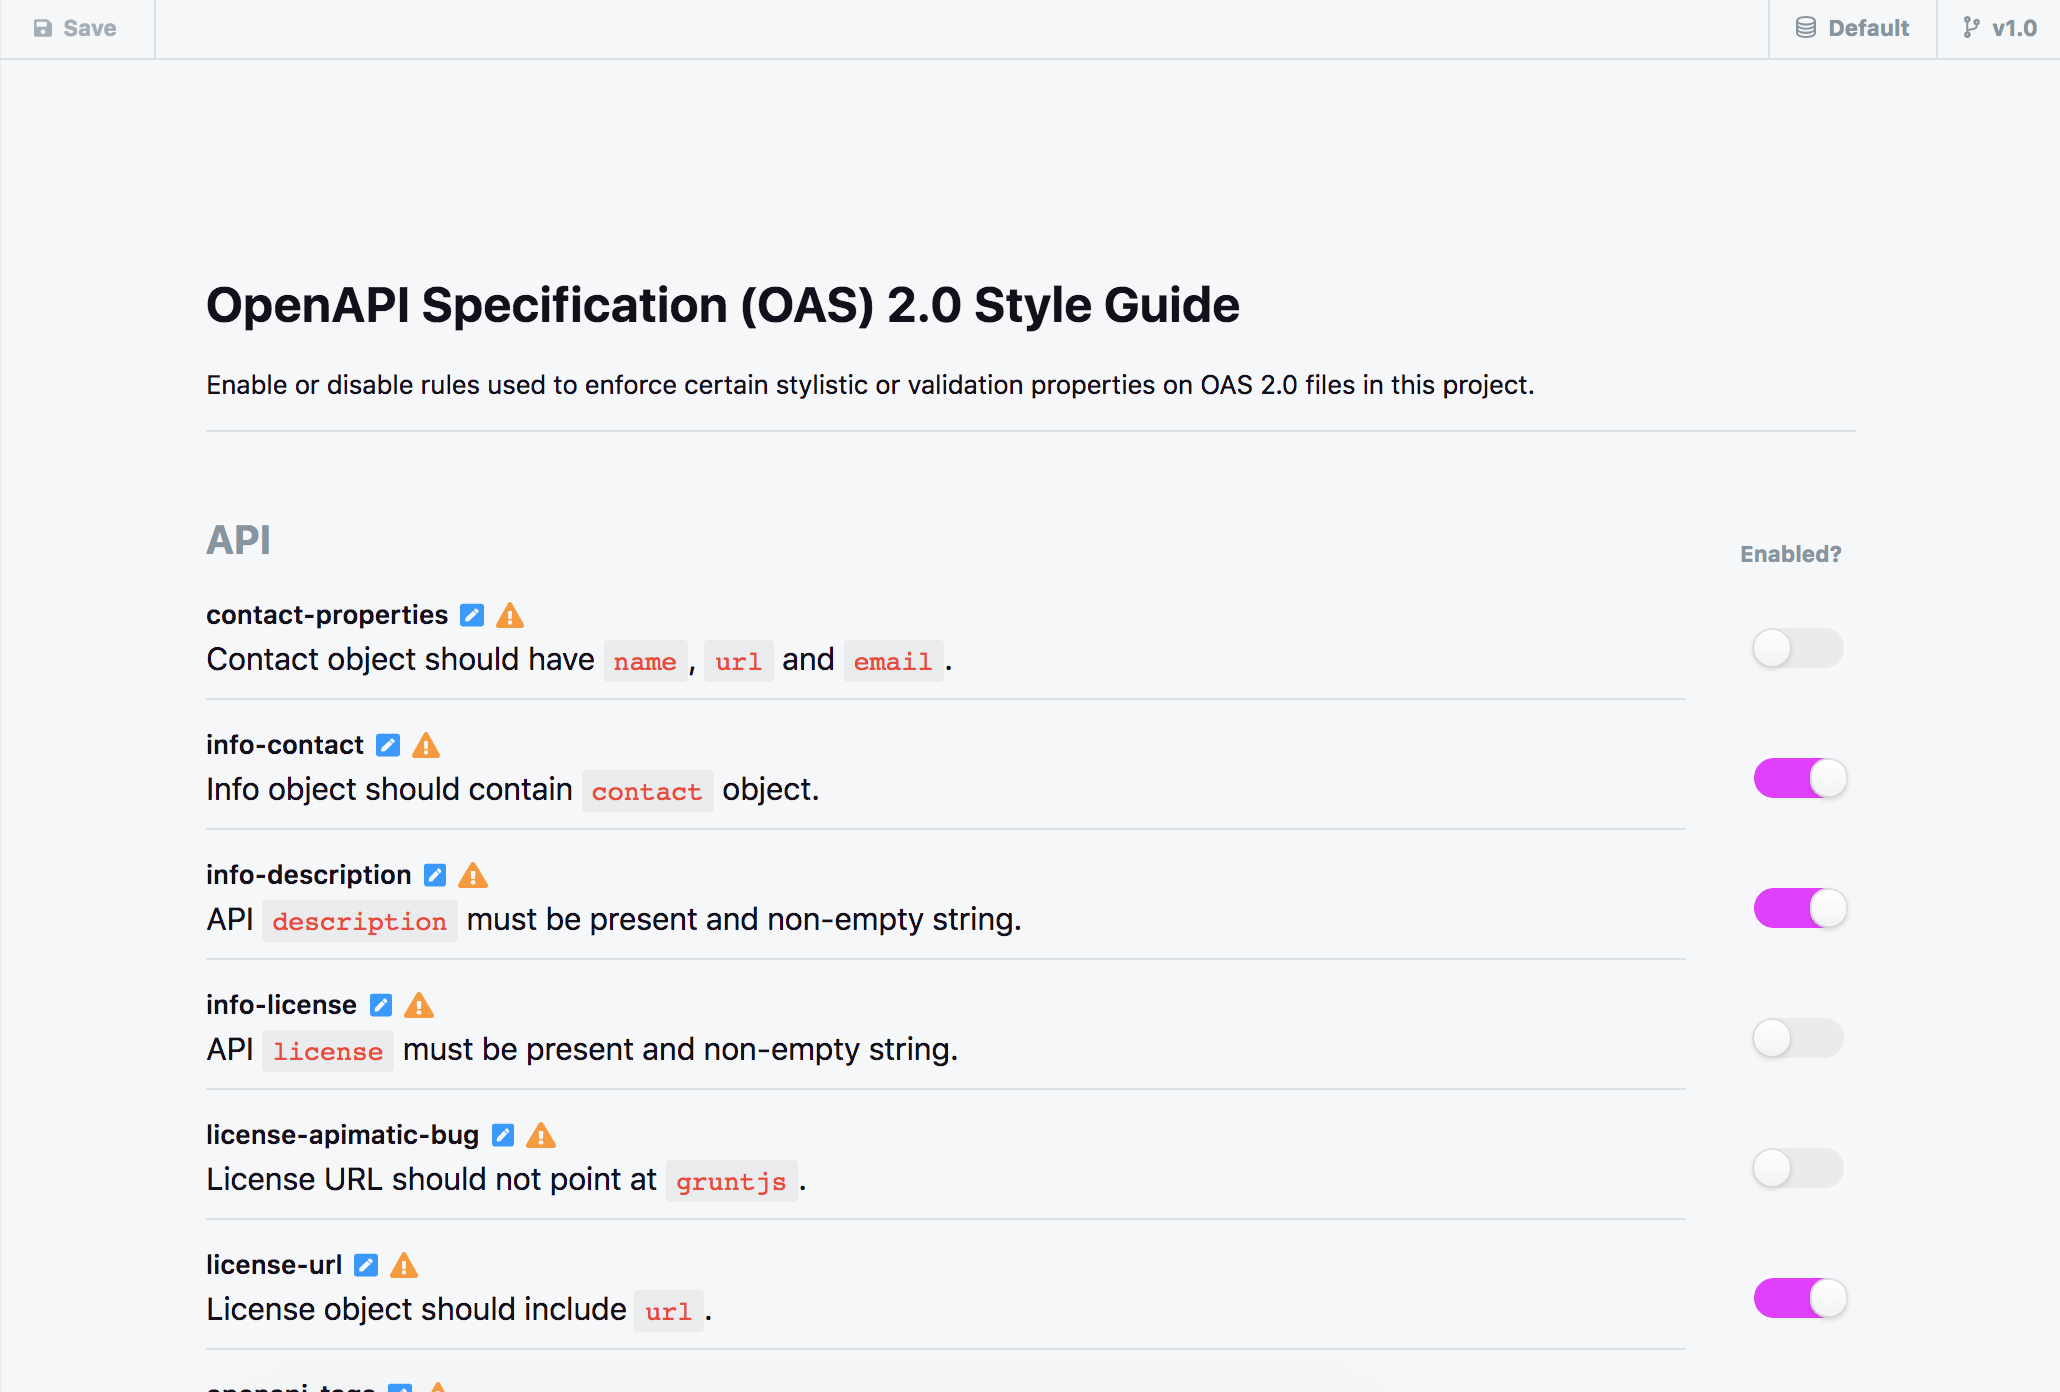 Save
Default
v1.0
OpenAPI Specification (OAS) 2.0 Style Guide
Enable or disable rules used to enforce certain stylistic or validation properties on OAS 2.0 files in this project.
API
Enabled?
contact-properties
Contact object should have name, url and email.
info-contact
Info object should contain contact object.
info-description
API description must be present and non-empty string.
info-license
API license must be present and non-empty string.
license-apimatic-bug
License URL should not point at gruntjs.
license-url
License object should include url.
openapi-tags